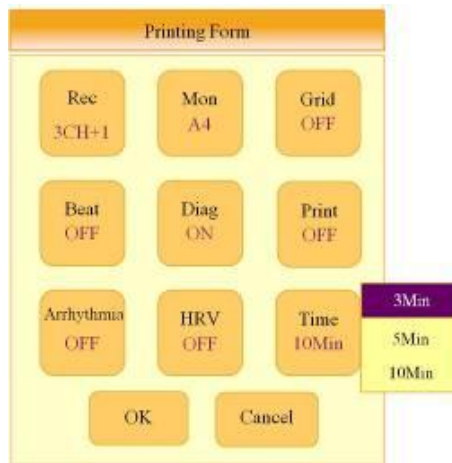 Printing Form
Rec
3CH+1
Mon
A4
Grid
OFF
Beat
OFF
Diag
ON
Print
OFF
Arrhythmia
OFF
HRV
OFF
Time
10Min
3Min
5Min
10Min
OK
Cancel